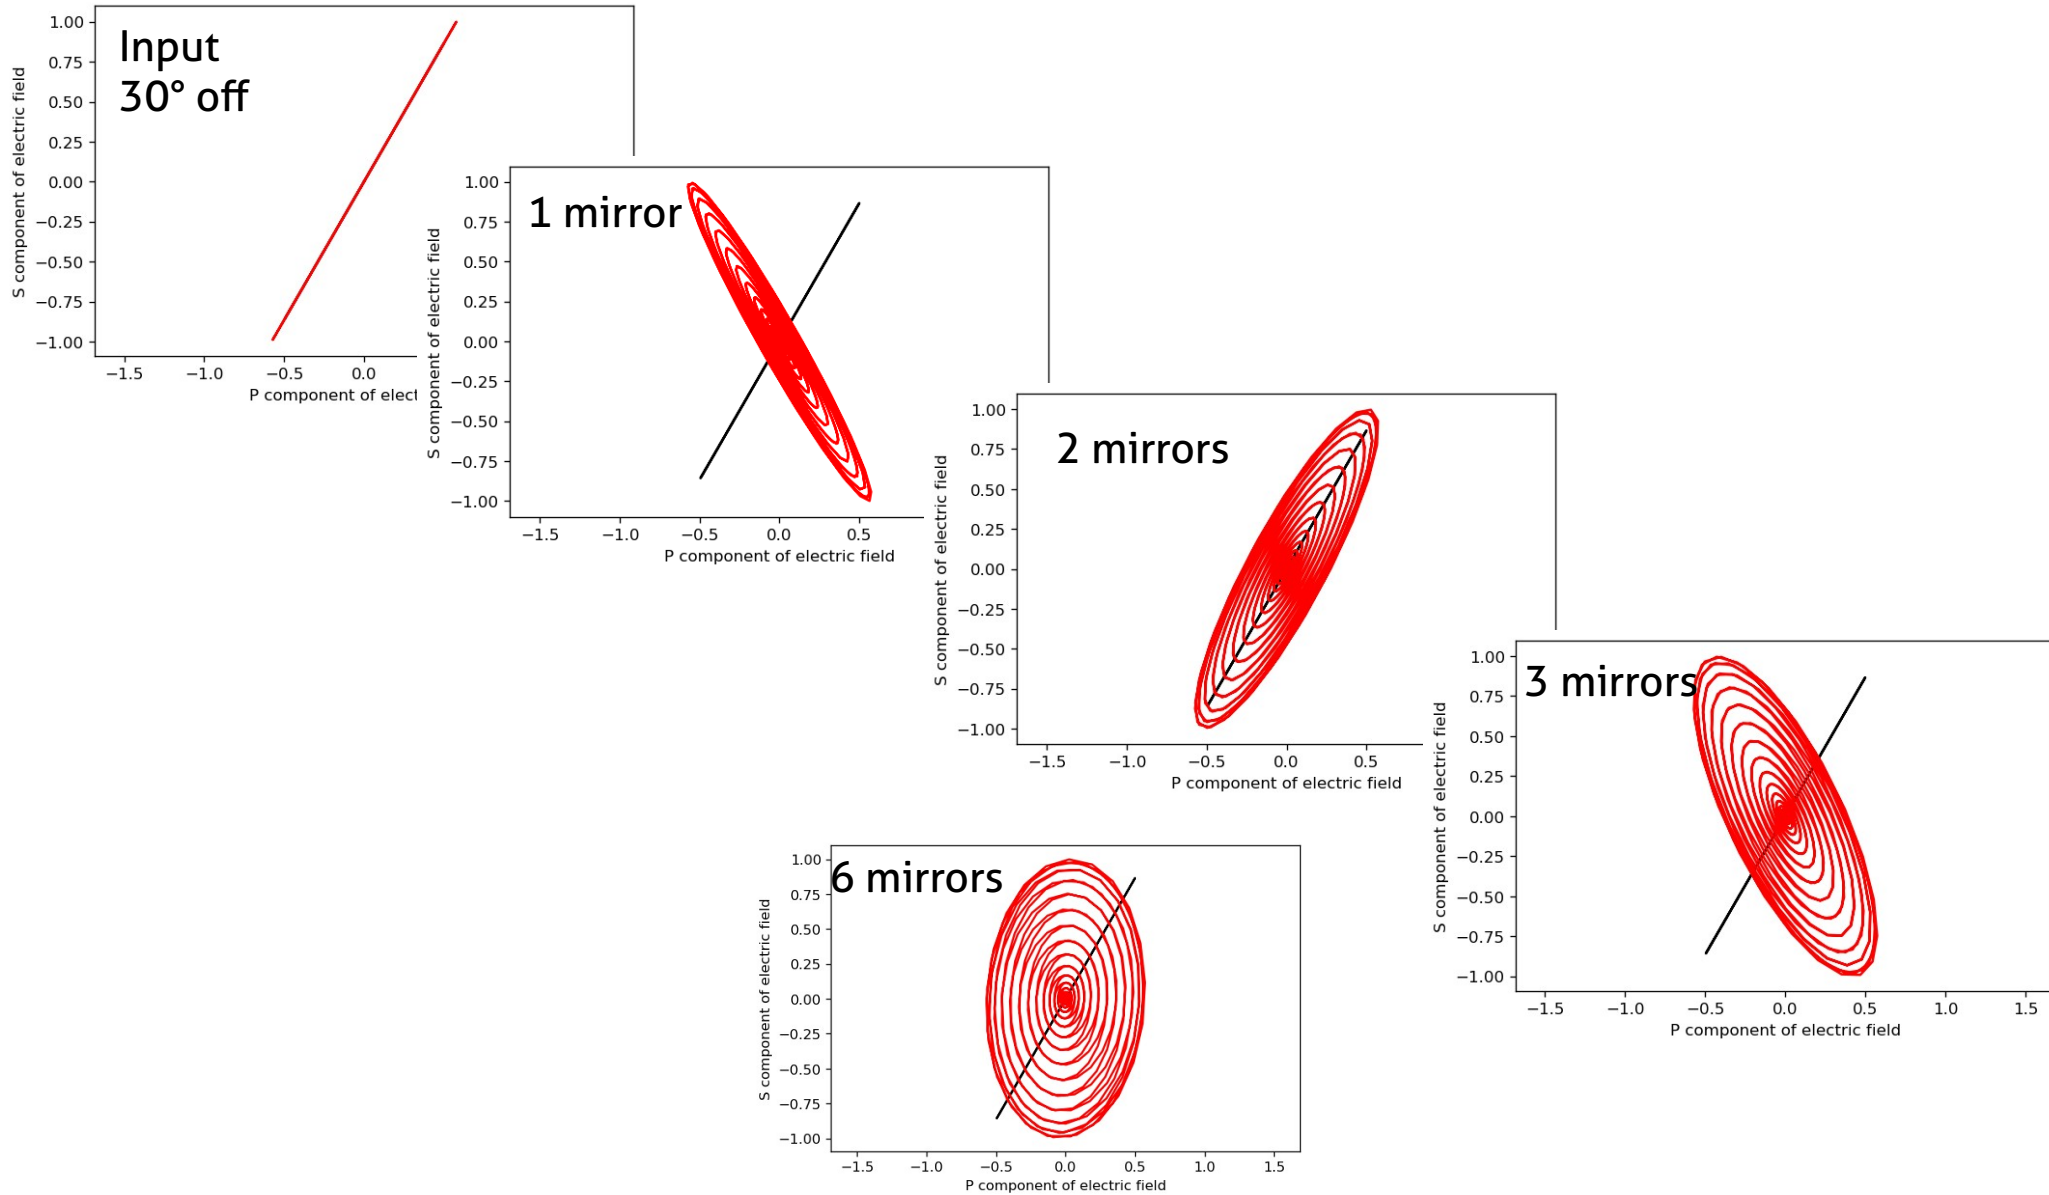 Input
30° off
S component of electric field
1.00
0.75
0.50
0.25
0.00
−0.25
−0.50
−0.75
−1.00
−1.5 −1.0 −0.5 0.0
P component of elect
1 mirror
S component of electric field
1.00
0.75
0.50
0.25
0.00
−0.25
−0.50
−0.75
−1.00
−1.5 −1.0 −0.5 0.0 0.5
P component of electric field
2 mirrors
S component of electric field
1.00
0.75
0.50
0.25
0.00
−0.25
−0.50
−0.75
−1.00
−1.5 −1.0 −0.5 0.0 0.5
P component of electric field
3 mirrors
S component of electric field
1.00
0.75
0.50
0.25
0.00
−0.25
−0.50
−0.75
−1.00
−1.5 −1.0 −0.5 0.0 0.5 1.0 1.5
P component of electric field
6 mirrors
S component of electric field
1.00
0.75
0.50
0.25
0.00
−0.25
−0.50
−0.75
−1.00
−1.5 −1.0 −0.5 0.0 0.5 1.0 1.5
P component of electric field